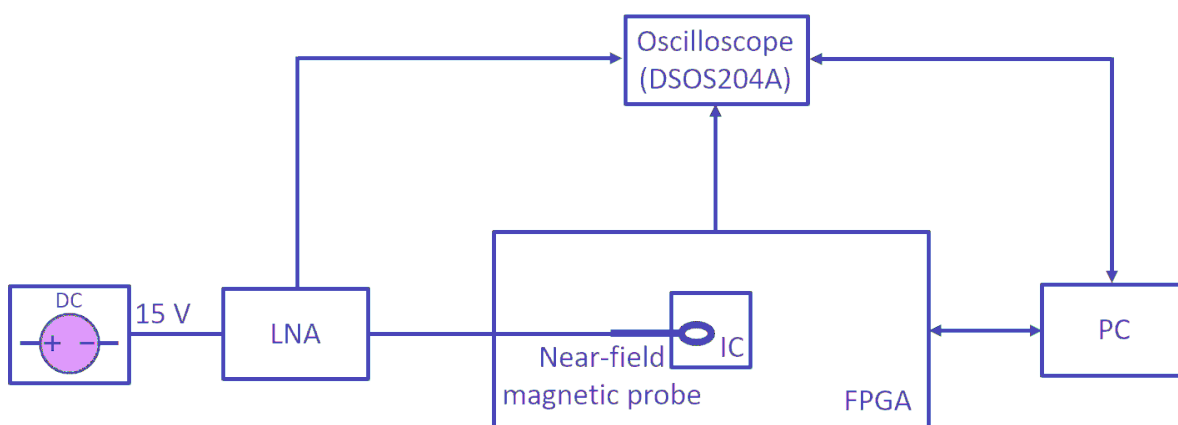 Oscilloscope
(DSOS204A)
DC
15 V
+ −
LNA
Near-field
magnetic probe
IC
FPGA
PC